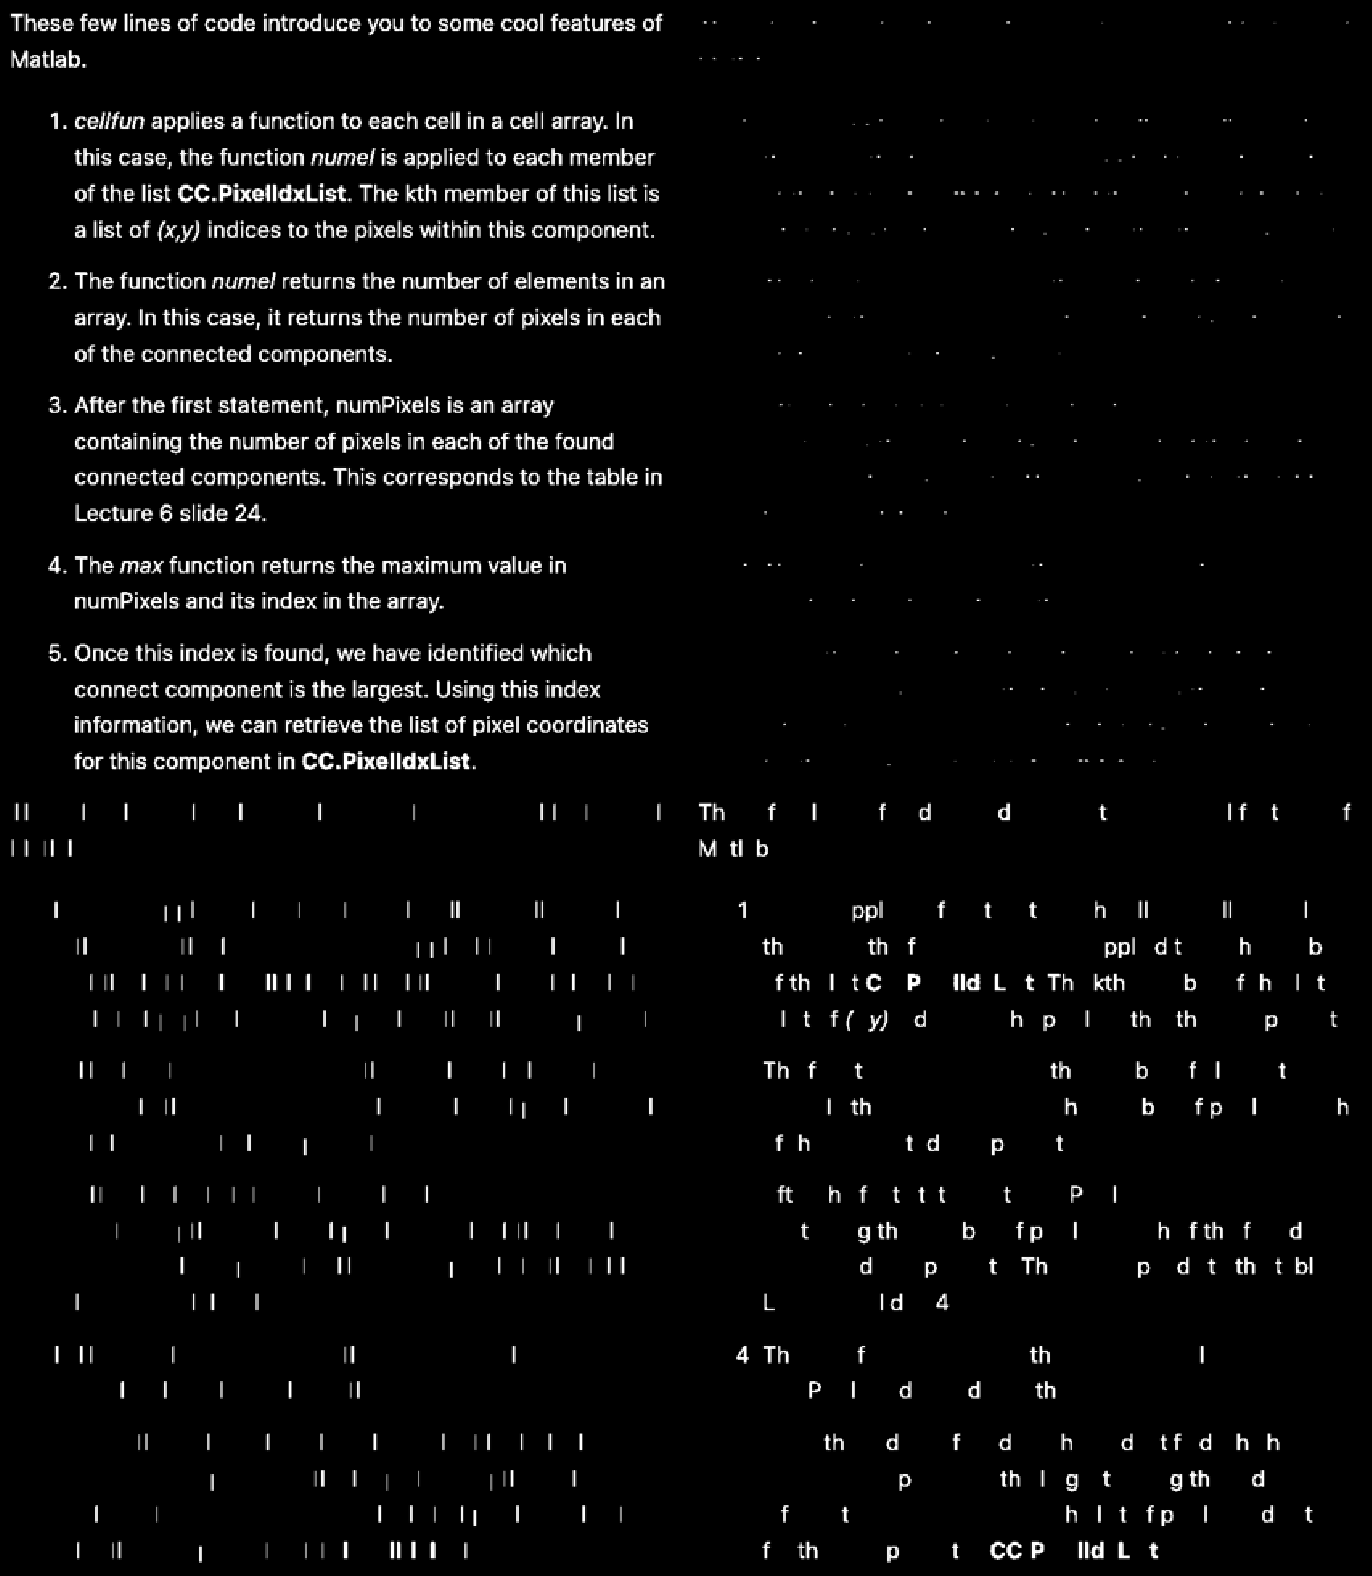 These few lines of code introduce you to some cool features of
Matlab.
1. cellfun applies a function to each cell in a cell array. In
this case, the function numel is applied to each member
of the list CC.PixelIdxList. The kth member of this list is
a list of (x,y) indices to the pixels within this component.
2. The function numel returns the number of elements in an
array. In this case, it returns the number of pixels in each
of the connected components.
3. After the first statement, numPixels is an array
containing the number of pixels in each of the found
connected components. This corresponds to the table in
Lecture 6 slide 24.
4. The max function returns the maximum value in
numPixels and its index in the array.
5. Once this index is found, we have identified which
connect component is the largest. Using this index
information, we can retrieve the list of pixel coordinates
for this component in CC.PixelIdxList.
Th f l f d d t l f t f
M tl b
1 ppl f t t h ll ll I
th th f ppl d t h b
f th l t C P lId L t Th kth b f h l t
l t f ( y) d h p l th th p t
Th f t th b f l t
I th h b f p l h
f h t d p t
ft h f t t t t P l
t g th b f p l h f th f d
d p t Th p d t th t bl
L l d 4
4 Th f th l
P l d d th
th d f d h d t f d h h
p th l g t g th d
f t h l t f p l d t
f th p t CC P lId L t